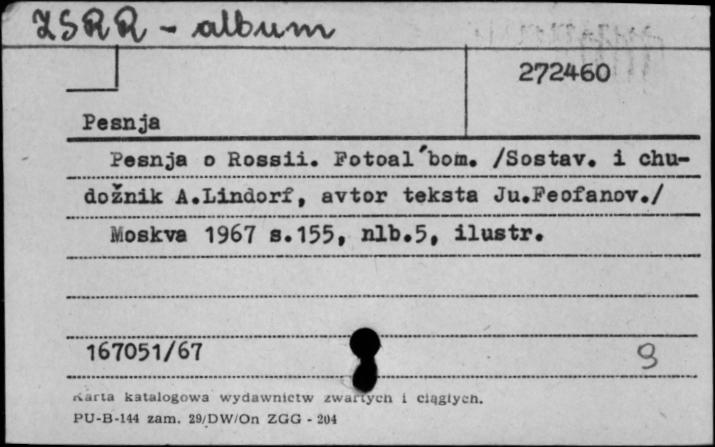 ZSRR - album
272460
Pesnja
Pesnja o Rossii. Fotoal´bom. /Sostav. i chu-
dožnik A.Lindorf, avtor teksta Ju.Feofanov./
Moskva 1967 s.155, nlb.5, ilustr.
167051/67
9
Karta katalogowa wydawnictw zwartych i ciągłych.
PU-B-144 zam. 29/DW/On ZGG - 204